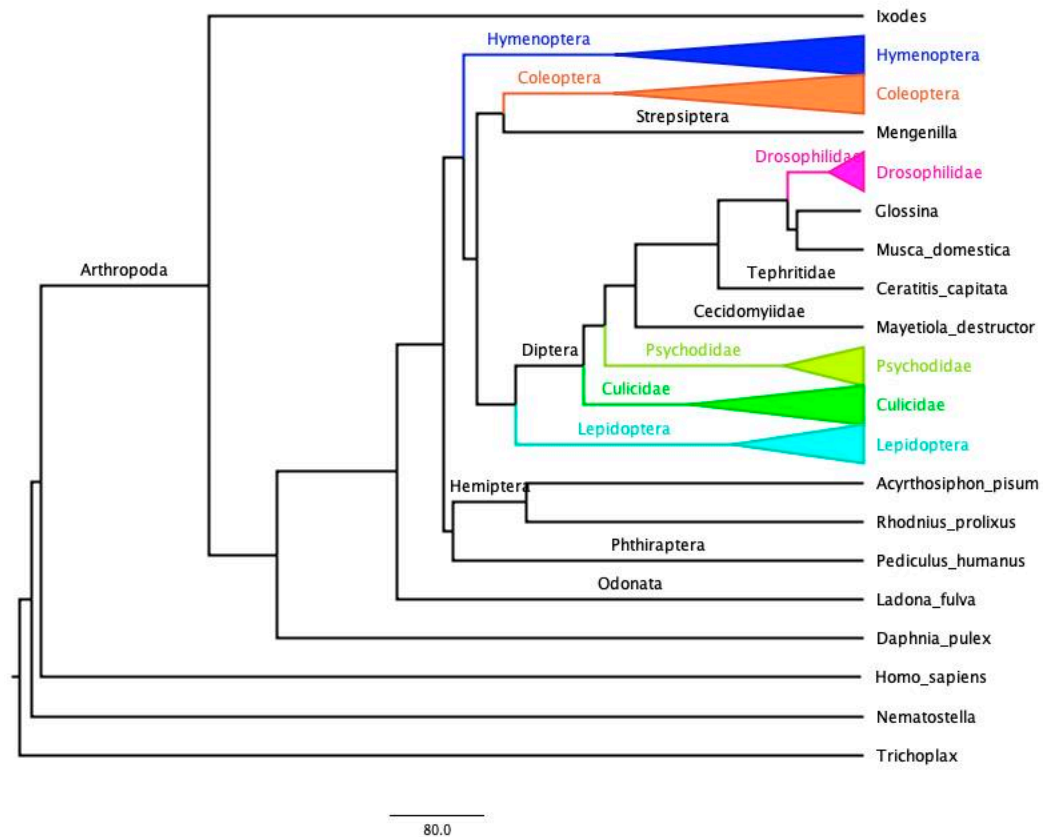 Ixodes
Hymenoptera
Hymenoptera
Coleoptera
Coleoptera
Strepsiptera
Mengenilla
Drosophilidae
Drosophilidae
Glossina
Musca_domestica
Arthropoda
Tephritidae
Ceratitis_capitata
Cecidomyiidae
Mayetiola_destructor
Diptera
Psychodidae
Psychodidae
Culicidae
Culicidae
Lepidoptera
Lepidoptera
Hemiptera
Acyrthosiphon_pisum
Rhodnius_prolixus
Phthiraptera
Pediculus_humanus
Odonata
Ladona_fulva
Daphnia_pulex
Homo_sapiens
Nematostella
Trichoplax
80.0